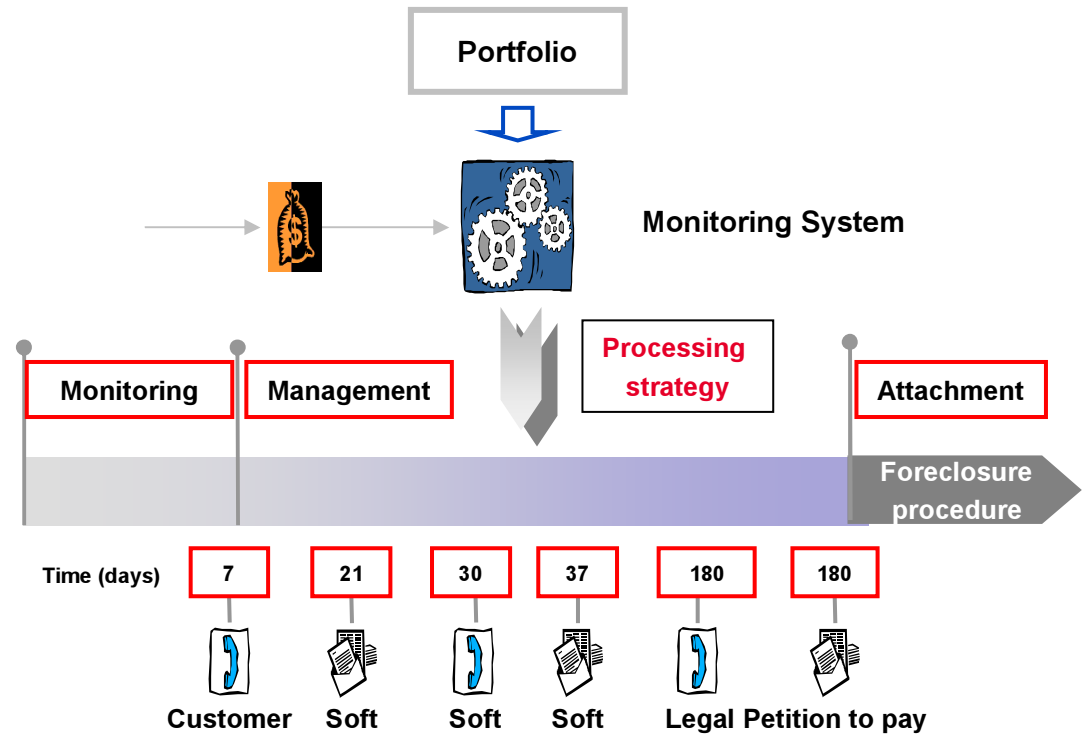 Portfolio
Monitoring System
Processing
strategy
Monitoring
Management
Attachment
Foreclosure
procedure
Time (days)
7
21
30
37
180
180
Customer
Soft
Soft
Soft
Legal Petition to pay